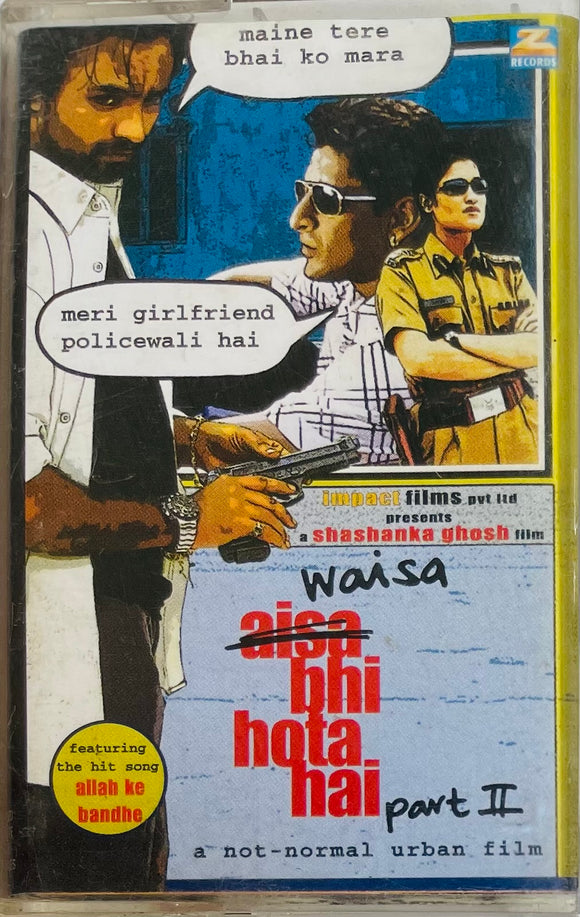 maine tere
bhai ko mara
Z
RECORDS
meri girlfriend
policewali hai
impact films pvt ltd
presents
a shashanka ghosh film
waisa
aisa
bhi
hota
hai
part II
a not-normal urban film
featuring
the hit song
allah ke
bandhe